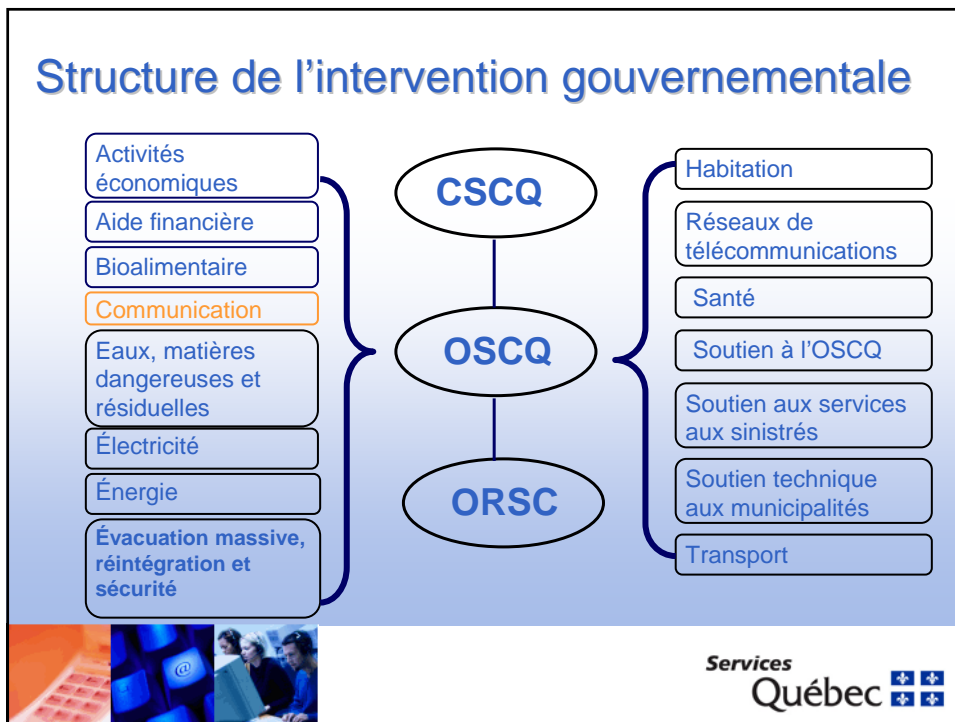 Structure de l'intervention gouvernementale
Activités
économiques
Aide financière
Bioalimentaire
Communication
Eaux, matières
dangereuses et
résiduelles
Électricité
Énergie
Évacuation massive,
réintégration et
sécurité
CSCQ
OSCQ
ORSC
Habitation
Réseaux de
télécommunications
Santé
Soutien à l'OSCQ
Soutien aux services
aux sinistrés
Soutien technique
aux municipalités
Transport
@
Services
Québec